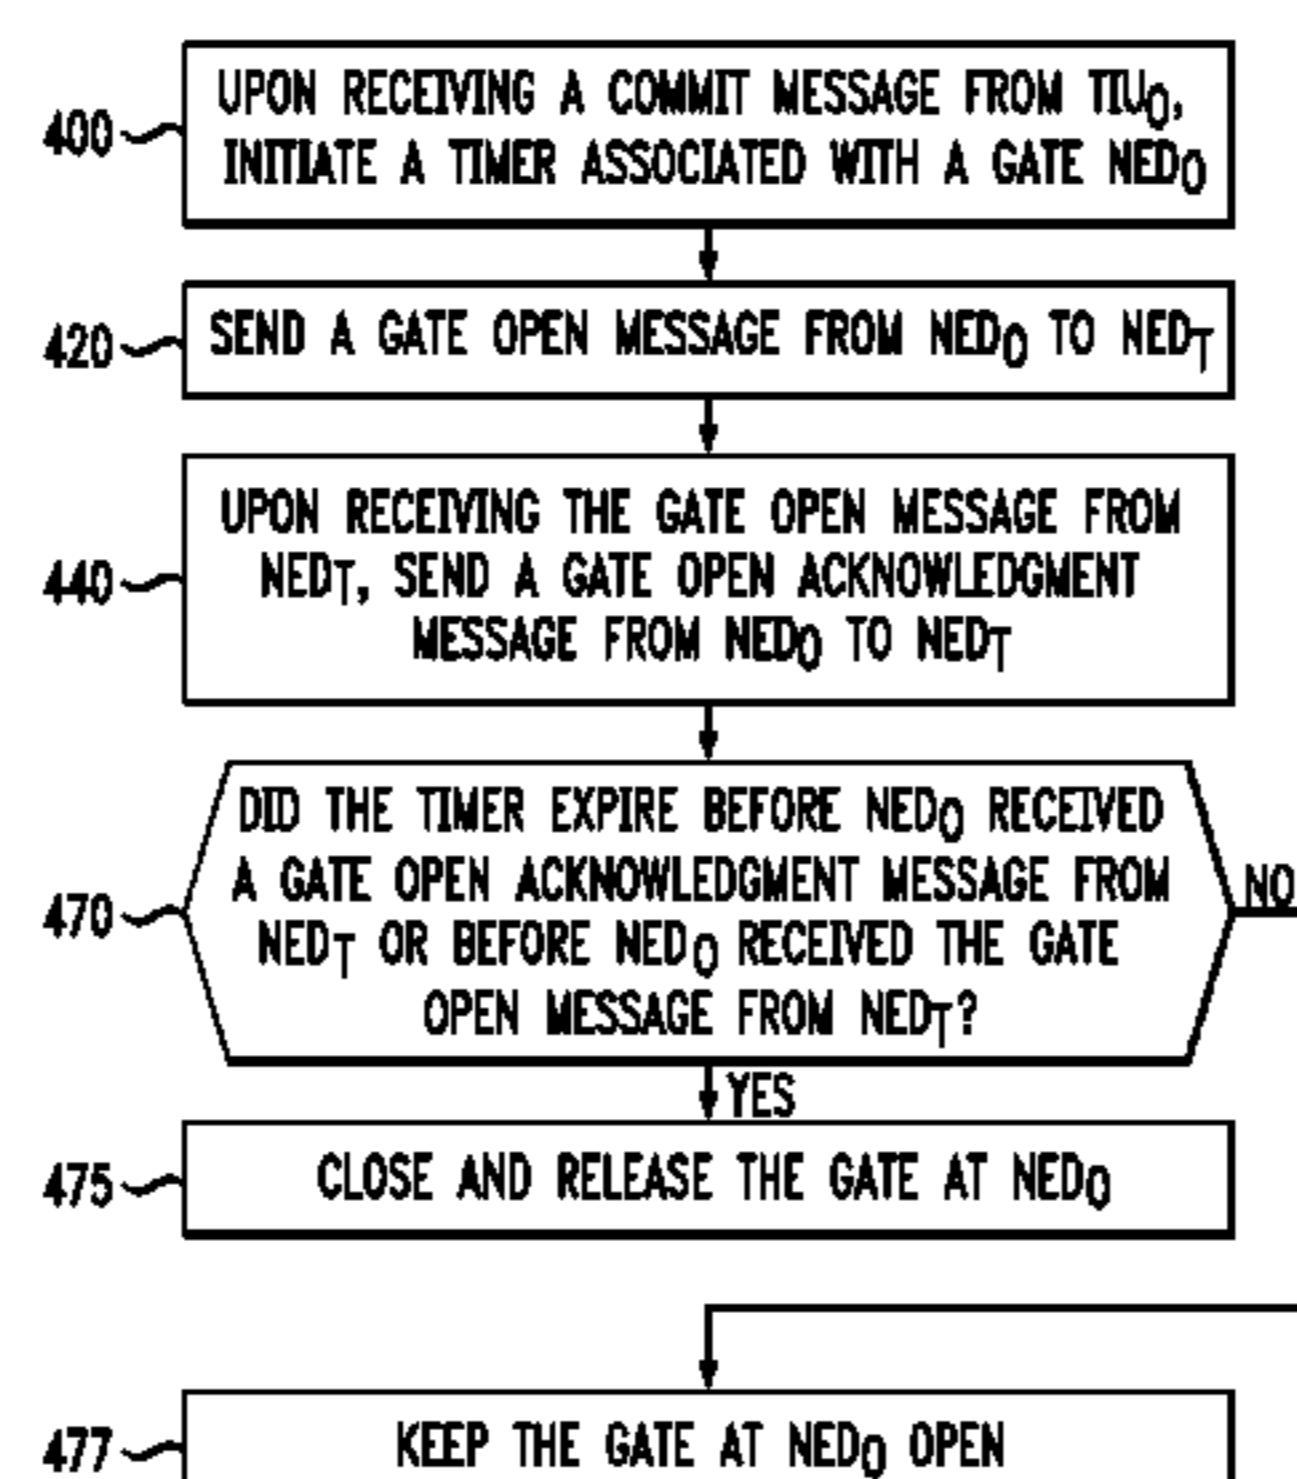 400
UPON RECEIVING A COMMIT MESSAGE FROM TIUO,
INITIATE A TIMER ASSOCIATED WITH A GATE NEDO
420
SEND A GATE OPEN MESSAGE FROM NEDO TO NEDT
UPON RECEIVING THE GATE OPEN MESSAGE FROM
440
NEDT, SEND A GATE OPEN ACKNOWLEDGMENT
MESSAGE FROM NEDO TO NEDT
DID THE TIMER EXPIRE BEFORE NEDO RECEIVED
A GATE OPEN ACKNOWLEDGMENT MESSAGE FROM
NO
470
NEDT OR BEFORE NEDO RECEIVED THE GATE
OPEN MESSAGE FROM NEDT?
YES
475
CLOSE AND RELEASE THE GATE AT NEDO
477
KEEP THE GATE AT NEDO OPEN